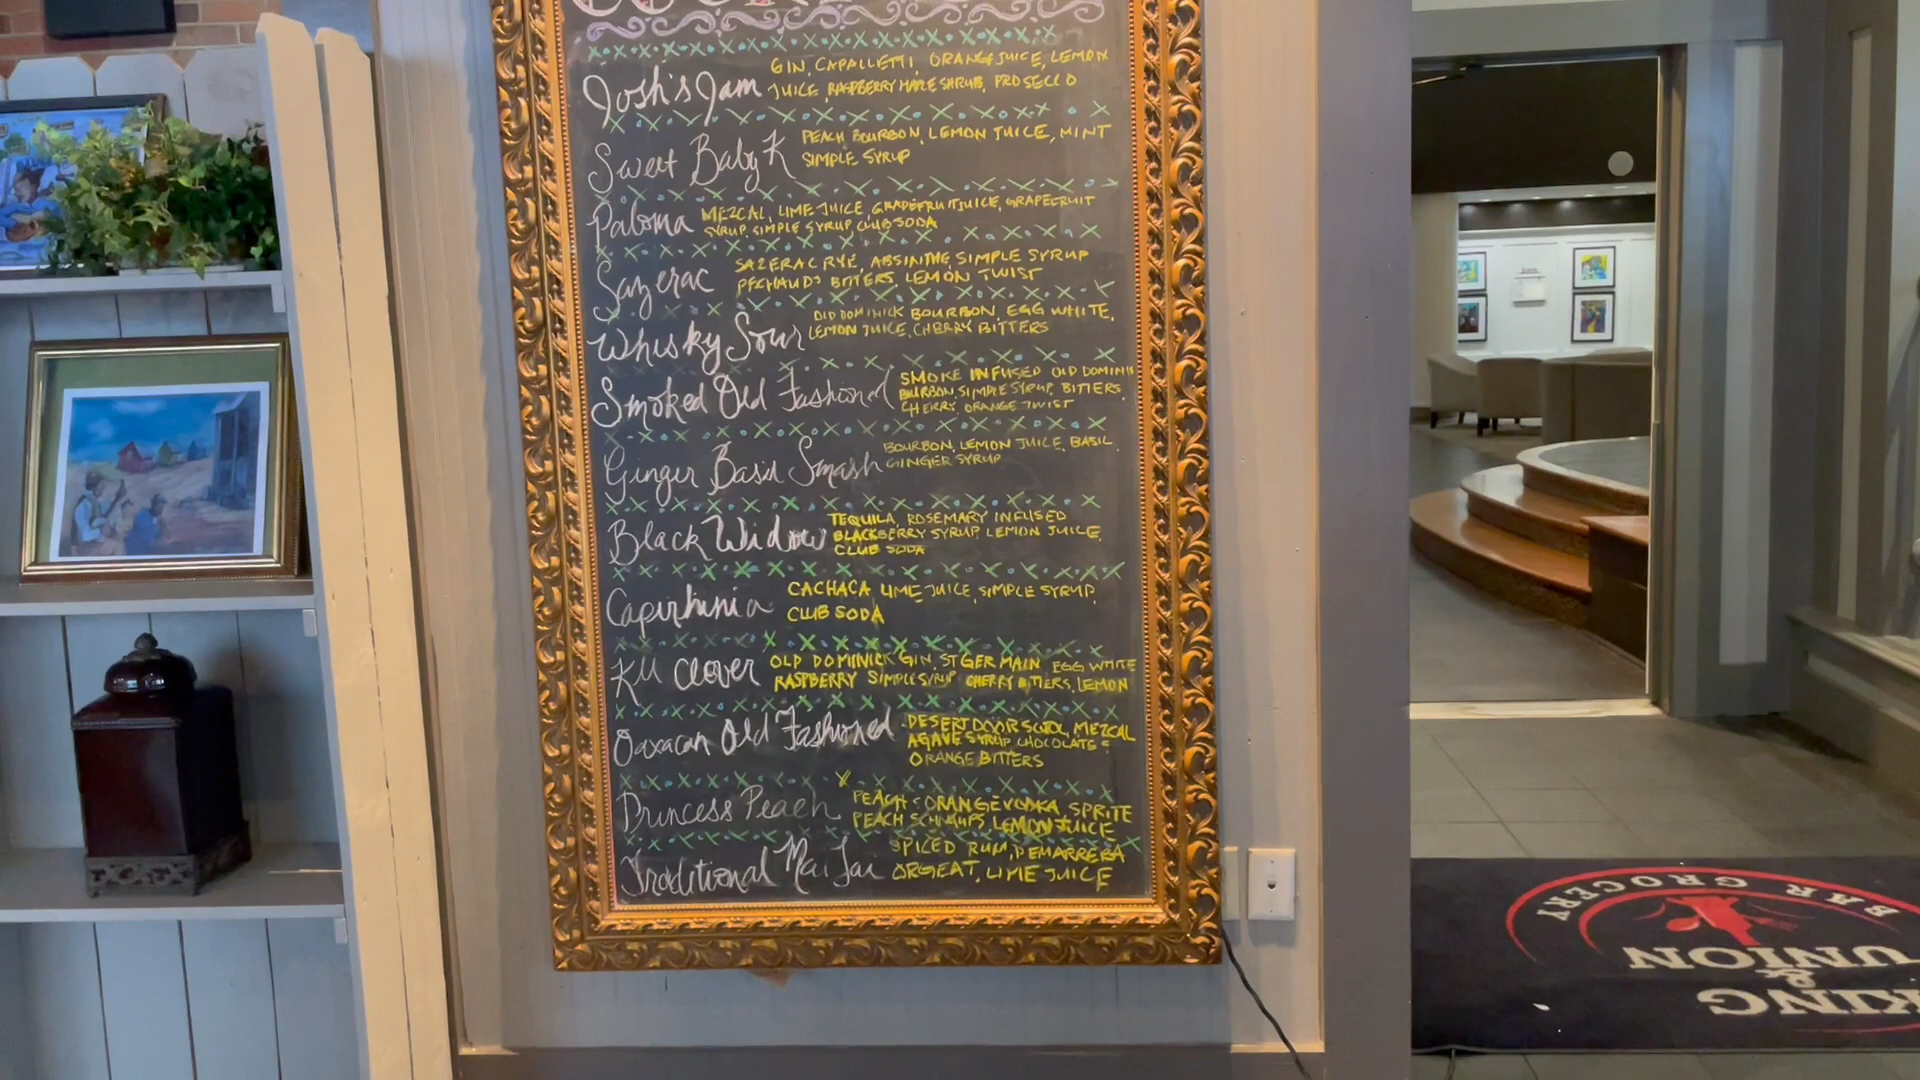 Josh's Jam GIN, CAPALLETTI, ORANGE JUICE, LEMON
JUICE RASPBERRY MAPLE SHRUB, PROSECCO
Sweet Baby K PEACH BOURBON, LEMON JUICE, MINT
SIMPLE SYRUP
Paloma MEZCAL, LIME JUICE, GRAPEFRUIT JUICE, GRAPEFRUIT
SYRUP, SIMPLE SYRUP CLUB SODA
Sazerac SAZERAC RYE, ABSINTHE, SIMPLE SYRUP
PECHAUDS BITTERS LEMON TWIST
Whisky Sour OLD DOMINICK BOURBON, EGG WHITE,
LEMON JUICE, CHERRY BITTERS
Smoked Old Fashioned SMOKE INFUSED OLD DOMINIK
BOURBON, SIMPLE SYRUP, BITTERS,
CHERRY ORANGE TWIST
Ginger Basil Smash BOURBON, LEMON JUICE, BASIL,
GINGER SYRUP
Black Widow TEQUILA, ROSEMARY INFUSED
BLACKBERRY SYRUP, LEMON JUICE,
CLUB SODA
Capirhinia CACHACA LIME JUICE, SIMPLE SYRUP,
CLUB SODA
KU Clover OLD DOMINICK GIN, ST GERMAIN EGG WHITE
RASPBERRY SIMPLE SYRUP CHERRY BITTERS, LEMON
Oaxacan Old Fashioned DESERT DOOR SOTOL, MEZCAL
AGAVE SYRUP CHOCOLATE &
ORANGE BITTERS
Princess Peach PEACH & ORANGE VODKA, SPRITE
PEACH SCHNAPPS LEMON JUICE
Traditional Mai Tai SPICED RUM, DEMARRERA
ORGEAT, LIME JUICE
KING
&
UNION
BAR GROCERY